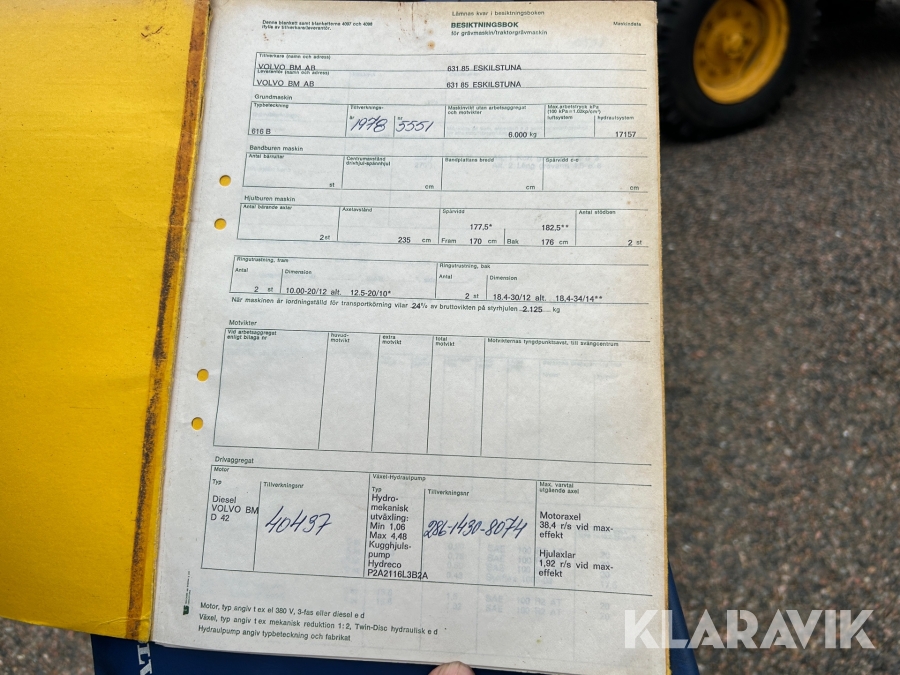 Lämnas kvar i besiktningsboken
Denna blankett samt blanketterna 4097 och 4098
ifylls av tillverkare/leverantör.
BESIKTNINGSBOK
för grävmaskin/traktorgrävmaskin
Maskindata
Tillverkare (namn och adress)
VOLVO BM AB 631 85 ESKILSTUNA
Leverantör (namn och adress)
VOLVO BM AB 631 85 ESKILSTUNA
Grundmaskin
Typbeteckning
616 B
Tillverknings-
år 1978 nr 5551
Maskinvikt utan arbetsaggregat
och motvikter
6.000 kg
Max.arbetstryck kPa
(100 kPa = 1.02kp/cm²)
luftsystem hydraulsystem
17157
Bandburen maskin
Antal bärrullar
st
Centrumavstånd
drivhjul-spännhjul
cm
Bandplattans bredd
cm
Spårvidd c-c
cm
Hjulburen maskin
Antal bärande axlar
2 st
Axelavstånd
235 cm
Spårvidd
177,5* 182,5**
Fram 170 cm Bak 176 cm
Antal stödben
2 st
Ringutrustning, fram
Antal Dimension
2 st 10.00-20/12 alt. 12.5-20/10*
Ringutrustning, bak
Antal Dimension
2 st 18.4-30/12 alt. 18.4-34/14**
När maskinen är iordningställd för transportkörning vilar 24% av bruttovikten på styrhjulen 2.125 kg
Motvikter
Vid arbetsaggregat
enligt bilaga nr
huvud-
motvikt
extra
motvikt
total
motvikt
Motvikternas tyngdpunktsavst. till svängcentrum
Drivaggregat
Motor
Typ
Diesel
VOLVO BM
D 42
Tillverkningsnr
40497
Växel-Hydraulpump
Typ
Hydro-
mekanisk
utväxling:
Min 1,06
Max 4,48
Kugghjuls-
pump
Hydreco
P2A2116L3B2A
Tillverkningsnr
286-1430-8074
Max. varvtal
utgående axel
Motoraxel
38,4 r/s vid max-
effekt
Hjulaxlar
1,92 r/s vid max-
effekt
Motor, typ angiv t ex el 380 V, 3-fas eller diesel e d
Växel, typ angiv t ex mekanisk reduktion 1:2, Twin-Disc hydraulisk e d
Hydraulpump angiv typbeteckning och fabrikat
KLARAVIK